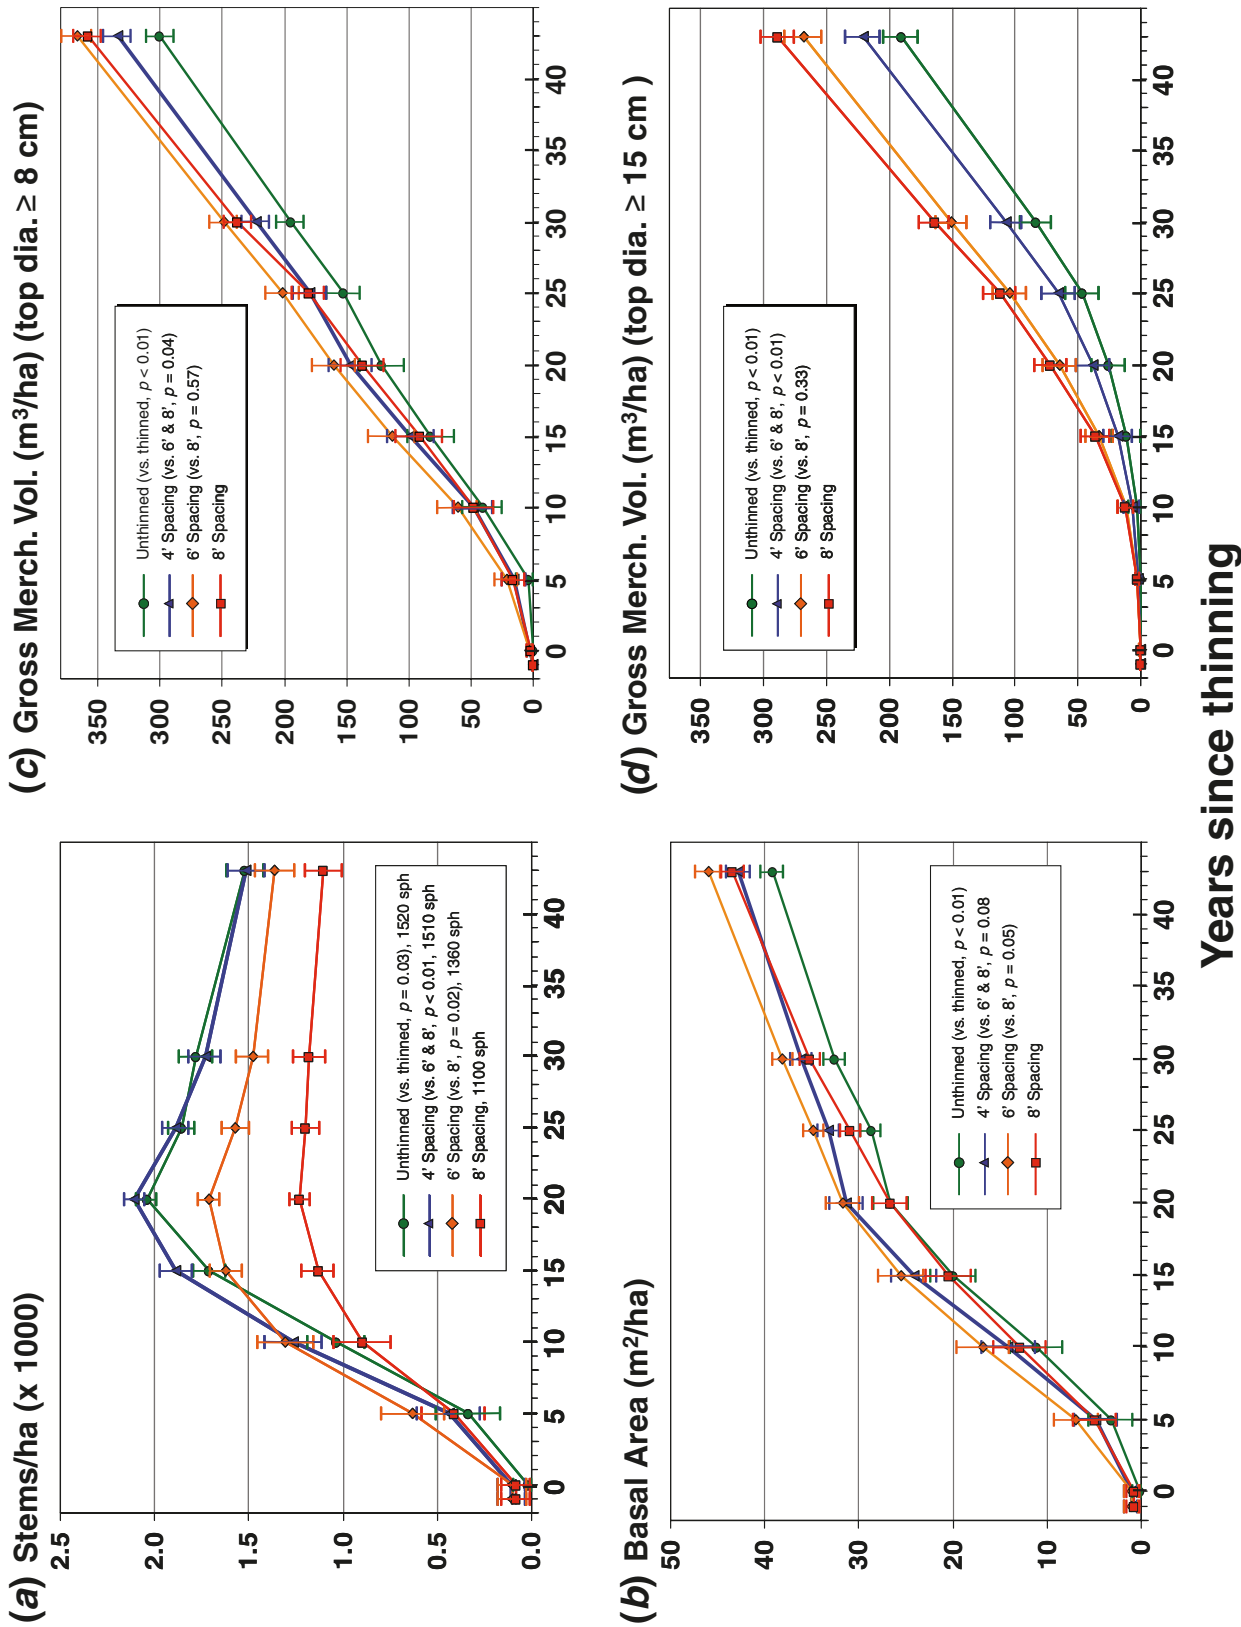 (a) Stems/ha (x 1000)
2.5
2.0
1.5
1.0
0.5
0.0
0 5 10 15 20 25 30 35 40
Unthinned (vs. thinned, p = 0.03), 1520 sph
4' Spacing (vs. 6' & 8', p < 0.01, 1510 sph
6' Spacing (vs. 8', p = 0.02), 1360 sph
8' Spacing, 1100 sph
(c) Gross Merch. Vol. (m³/ha) (top dia. ≥ 8 cm)
350
300
250
200
150
100
50
0
0 5 10 15 20 25 30 35 40
Unthinned (vs. thinned, p < 0.01)
4' Spacing (vs. 6' & 8', p = 0.04)
6' Spacing (vs. 8', p = 0.57)
8' Spacing
(b) Basal Area (m²/ha)
50
40
30
20
10
0
0 5 10 15 20 25 30 35 40
Unthinned (vs. thinned, p < 0.01)
4' Spacing (vs. 6' & 8', p = 0.08
6' Spacing (vs. 8', p = 0.05)
8' Spacing
(d) Gross Merch. Vol. (m³/ha) (top dia. ≥ 15 cm )
350
300
250
200
150
100
50
0
0 5 10 15 20 25 30 35 40
Unthinned (vs. thinned, p < 0.01)
4' Spacing (vs. 6' & 8', p < 0.01)
6' Spacing (vs. 8', p = 0.33)
8' Spacing
Years since thinning